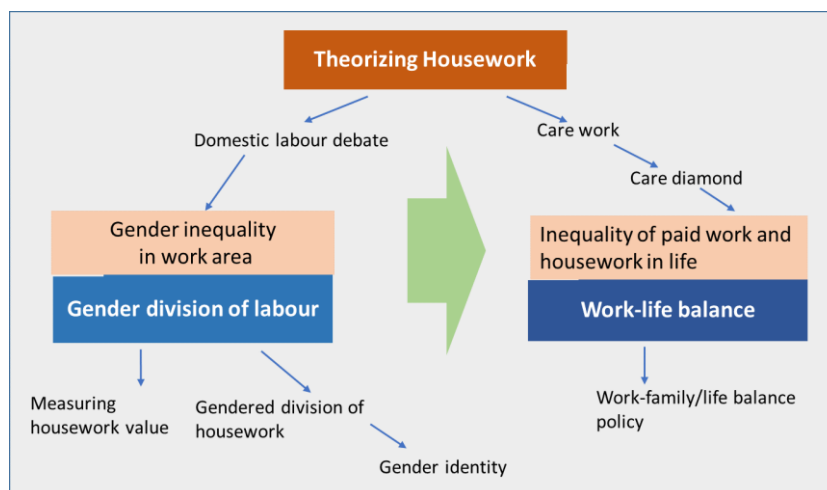 Theorizing Housework
Domestic labour debate
Care work
Care diamond
Gender inequality
in work area
Gender division of labour
Inequality of paid work and
housework in life
Work-life balance
Measuring
housework value
Gendered division of
housework
Gender identity
Work-family/life balance
policy